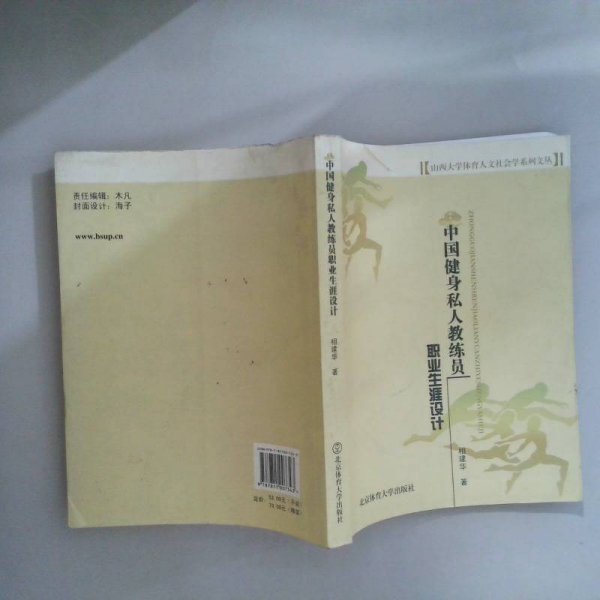 责任编辑：木凡
封面设计：海子
www.bsup.cn
中国健身私人教练员职业生涯设计
相建华 著
北京体育大学出版社
山西大学体育人文社会学系列文丛
中国健身私人教练员
职业生涯设计
相建华 著
北京体育大学出版社
定价：